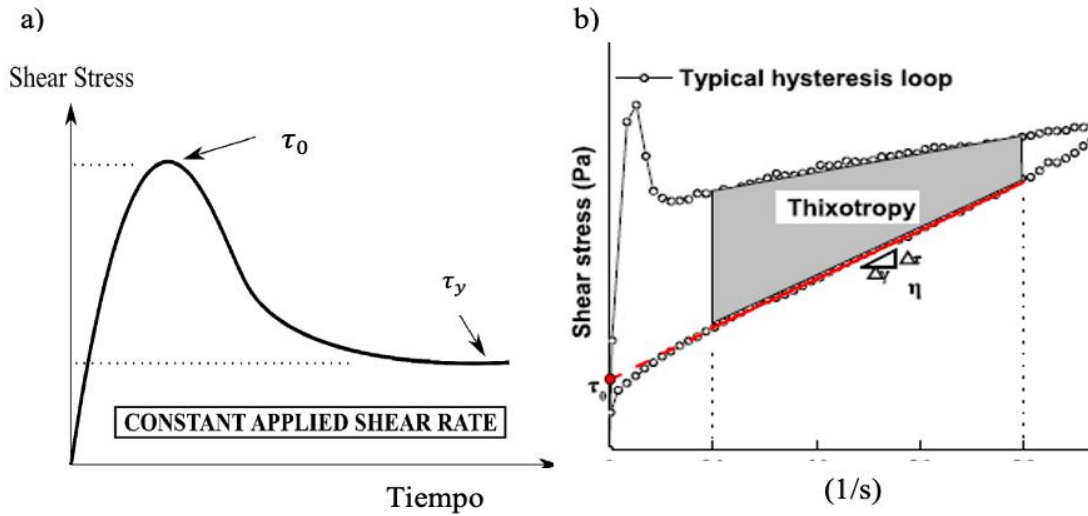 a)
Shear Stress
τ₀
τy
CONSTANT APPLIED SHEAR RATE
Tiempo
b)
Typical hysteresis loop
Shear stress (Pa)
Thixotropy
Δτ
Δγ
η
τ₀
(1/s)